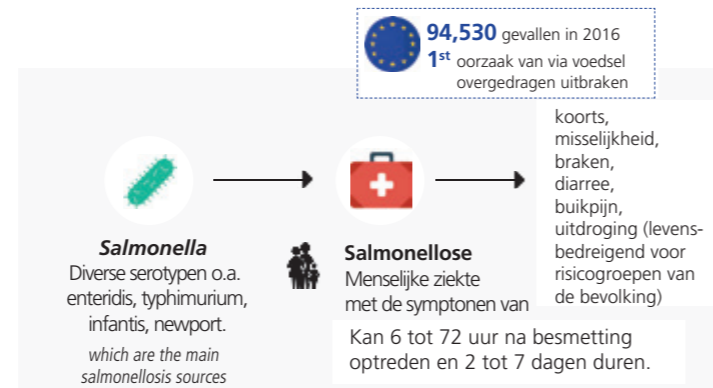 94,530 gevallen in 2016
1st oorzaak van via voedsel
overgedragen uitbraken
Salmonella
Diverse serotypen o.a.
enteridis, typhimurium,
infantis, newport.
which are the main
salmonellosis sources
Salmonellose
Menselijke ziekte
met de symptonen van
Kan 6 tot 72 uur na besmetting
optreden en 2 tot 7 dagen duren.
koorts,
misselijkheid,
braken,
diarree,
buikpijn,
uitdroging (levens-
bedreigend voor
risicogroepen van
de bevolking)